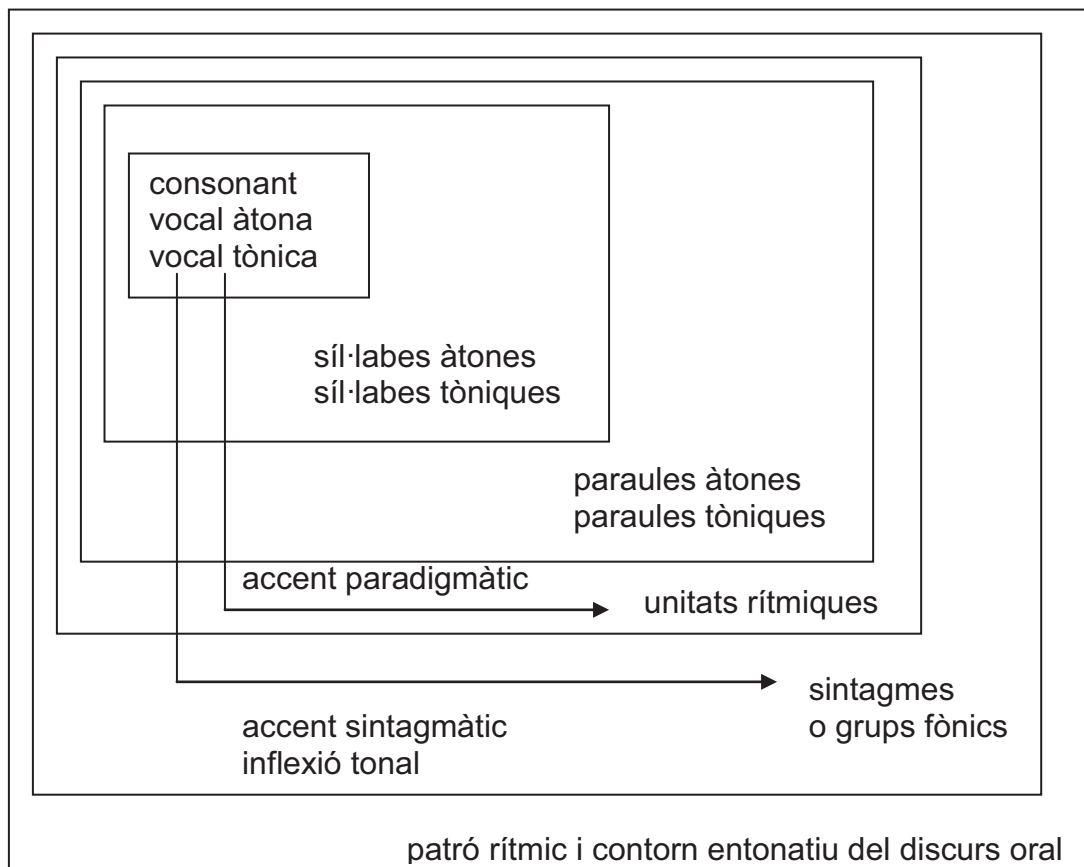 consonant
vocal àtona
vocal tònica
síl·labes àtones
síl·labes tòniques
paraules àtones
paraules tòniques
accent paradigmàtic
unitats rítmiques
sintagmes
o grups fònics
accent sintagmàtic
inflexió tonal
patró rítmic i contorn entonatiu del discurs oral